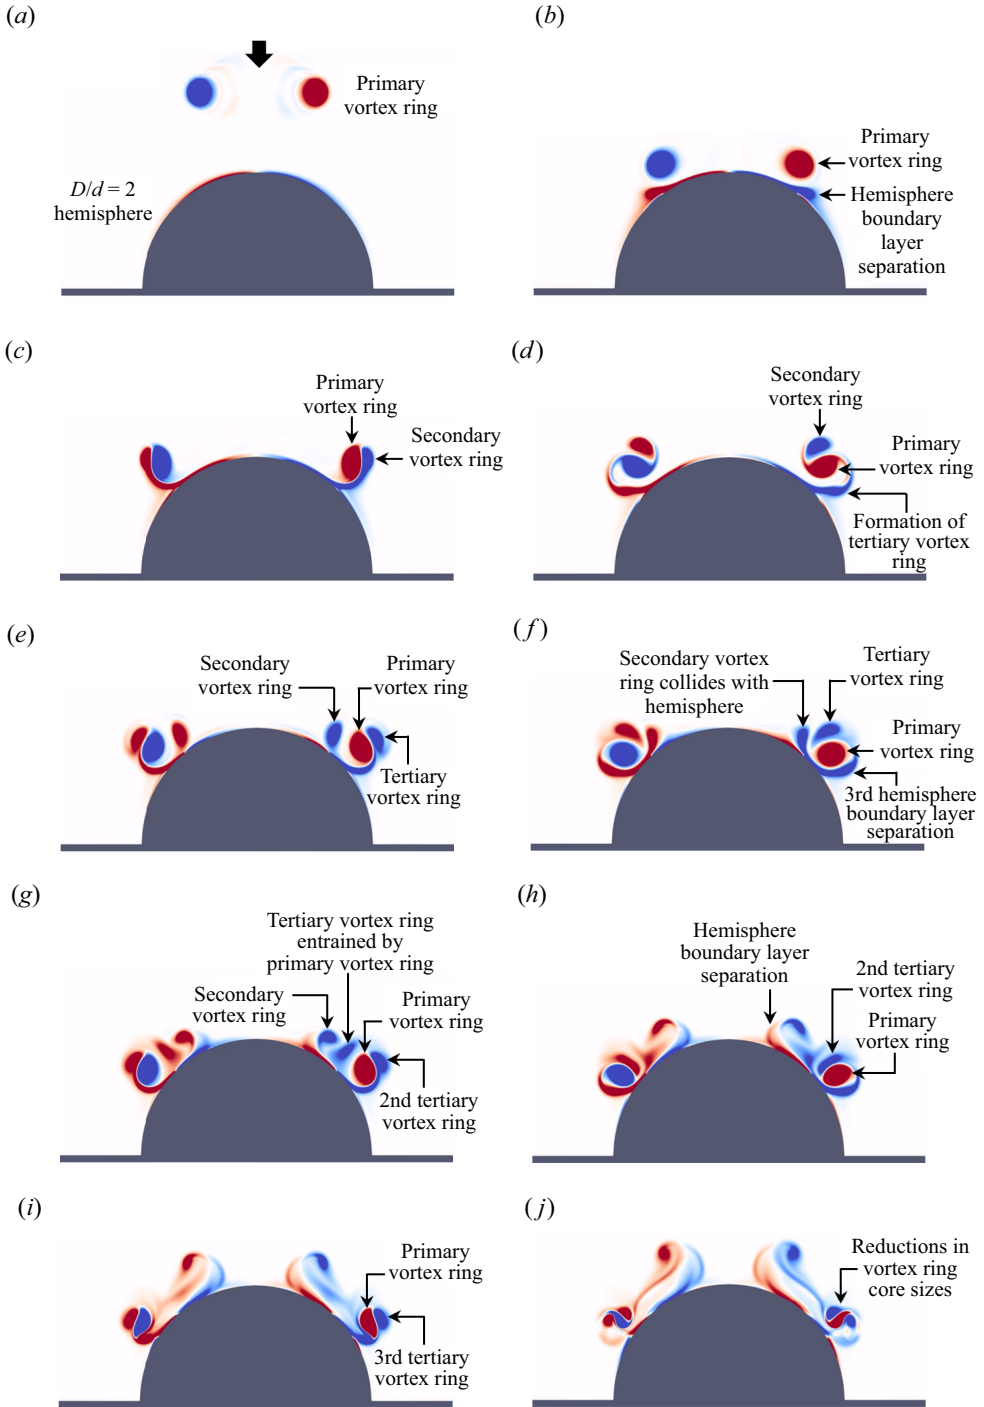 (a)
Primary
vortex ring
D/d = 2
hemisphere
(b)
Primary
vortex ring
Hemisphere
boundary
layer
separation
(c)
Primary
vortex ring
Secondary
vortex ring
(d)
Secondary
vortex ring
Primary
vortex ring
Formation of
tertiary vortex
ring
(e)
Secondary
vortex ring
Primary
vortex ring
Tertiary
vortex ring
(f)
Secondary vortex
ring collides with
hemisphere
Tertiary
vortex ring
Primary
vortex ring
3rd hemisphere
boundary layer
separation
(g)
Tertiary vortex ring
entrained by
primary vortex ring
Secondary
vortex ring
Primary
vortex ring
2nd tertiary
vortex ring
(h)
Hemisphere
boundary layer
separation
2nd tertiary
vortex ring
Primary
vortex ring
(i)
Primary
vortex ring
3rd tertiary
vortex ring
(j)
Reductions in
vortex ring
core sizes